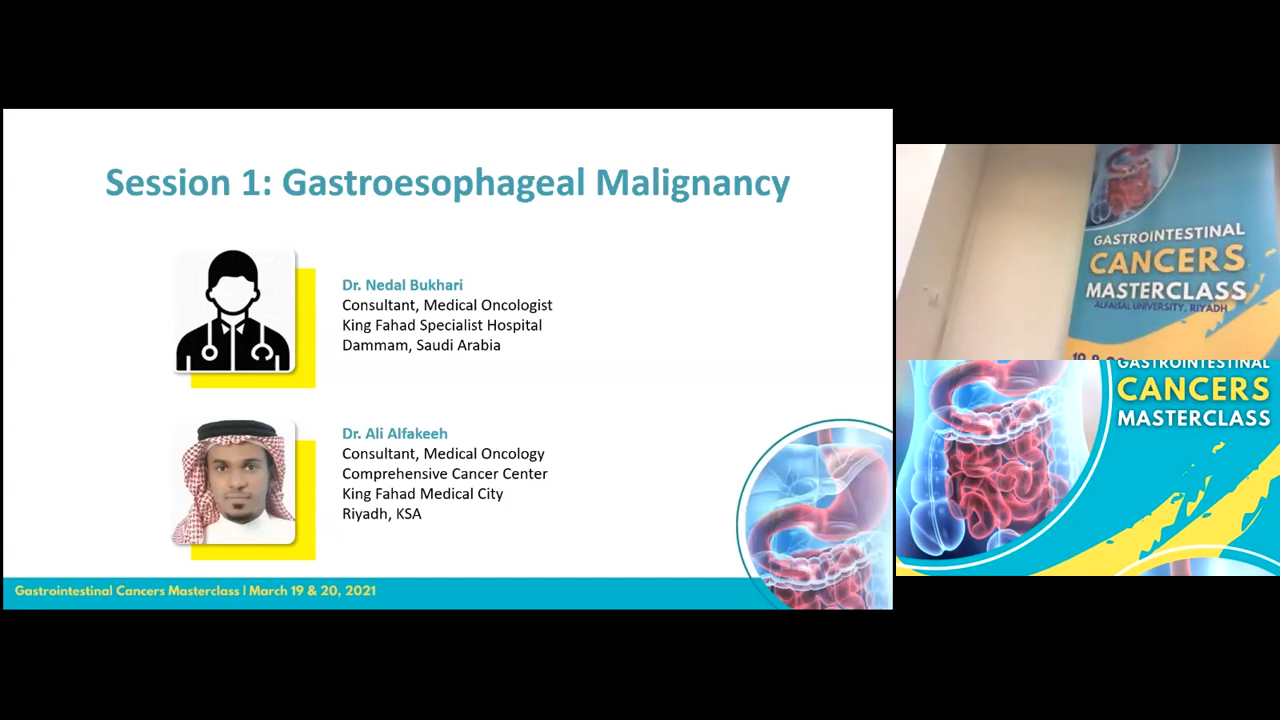 Session 1: Gastroesophageal Malignancy
Dr. Nedal Bukhari
Consultant, Medical Oncologist
King Fahad Specialist Hospital
Dammam, Saudi Arabia
Dr. Ali Alfakeeh
Consultant, Medical Oncology
Comprehensive Cancer Center
King Fahad Medical City
Riyadh, KSA
Gastrointestinal Cancers Masterclass | March 19 & 20, 2021
GASTROINTESTINAL
CANCERS
MASTERCLASS
ALFAISAL UNIVERSITY, RIYADH
19 & 20
GASTROINTESTINAL
CANCERS
MASTERCLASS